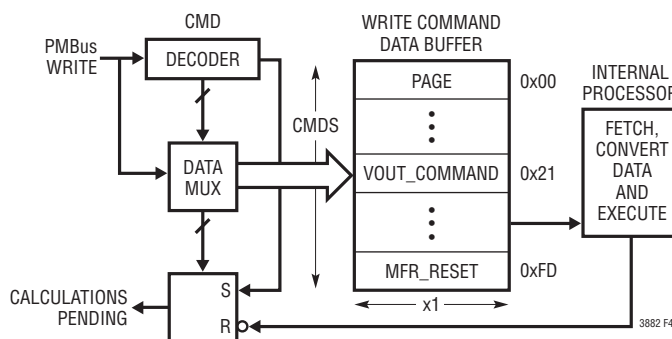 CMD
PMBus
WRITE
DECODER
CMDS
DATA
MUX
S
R
CALCULATIONS
PENDING
WRITE COMMAND
DATA BUFFER
PAGE
0x00
VOUT_COMMAND
0x21
MFR_RESET
0xFD
x1
INTERNAL
PROCESSOR
FETCH,
CONVERT
DATA
AND
EXECUTE
3882 F4